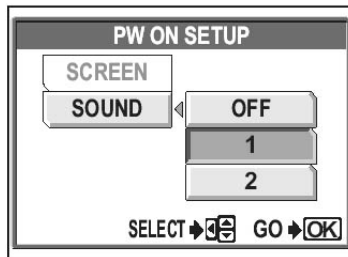 PW ON SETUP
SCREEN
SOUND OFF
1
2
SELECT GO OK